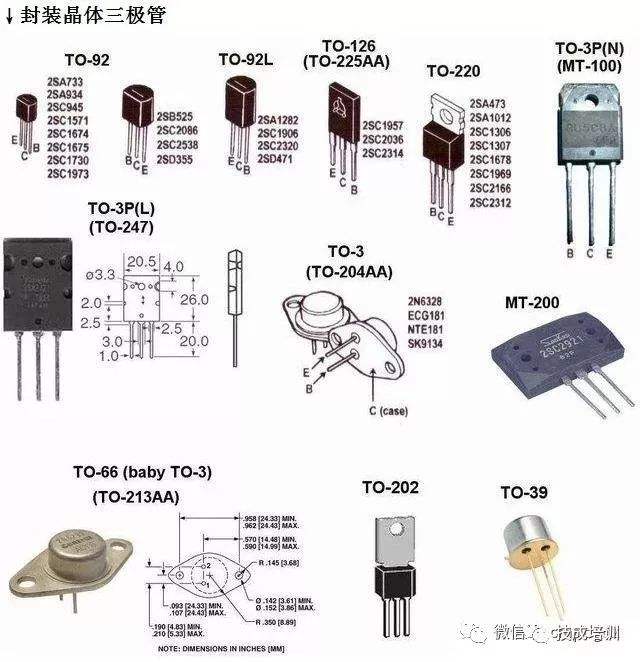 ↓封装晶体三极管
TO-92
2SA733
2SA934
2SC945
2SC1571
2SC1674
2SC1675
2SC1730
2SC1973
E
C
B
2SB525
2SC2086
2SC2538
2SD355
B
C
E
TO-92L
2SA1282
2SC1906
2SC2320
2SD471
E
C
B
TO-126
(TO-225AA)
2SC1957
2SC2036
2SC2314
E
C
B
TO-220
2SA473
2SA1012
2SC1306
2SC1307
2SC1678
2SC1969
2SC2166
2SC2312
B
C
E
TO-3P(N)
(MT-100)
B C E
TO-3P(L)
(TO-247)
20.5
4.0
ø3.3
2.0
26.0
2.5
2.5
3.0
20.0
1.0
TO-3
(TO-204AA)
2N6328
ECG181
NTE181
SK9134
E
B
C (case)
MT-200
Sanken
2SC2921
TO-66 (baby TO-3)
(TO-213AA)
.958 [24.33] MIN.
.962 [24.43] MAX.
.570 [14.48] MIN.
.590 [14.99] MAX.
R .145 [3.68]
2
1
.093 [24.33] MIN.
.107 [24.43] MAX.
Ø .142 [3.61] MIN.
Ø .152 [3.86] MAX.
.190 [4.83] MIN.
.210 [5.33] MAX.
R .350 [8.89]
NOTE: DIMENSIONS IN INCHES [MM]
TO-202
TO-39
微信
技成培训